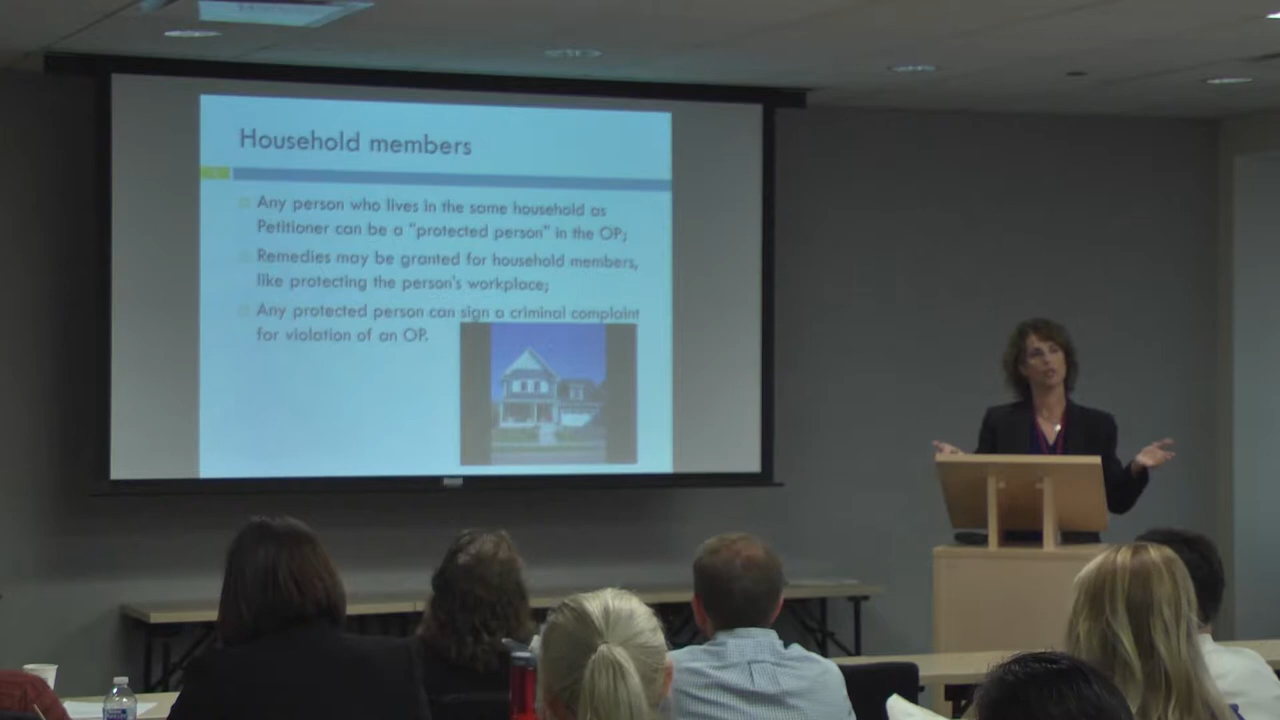 Household members
Any person who lives in the same household as
Petitioner can be a "protected person" in the OP;
Remedies may be granted for household members,
like protecting the person's workplace;
Any protected person can sign a criminal complaint
for violation of an OP.